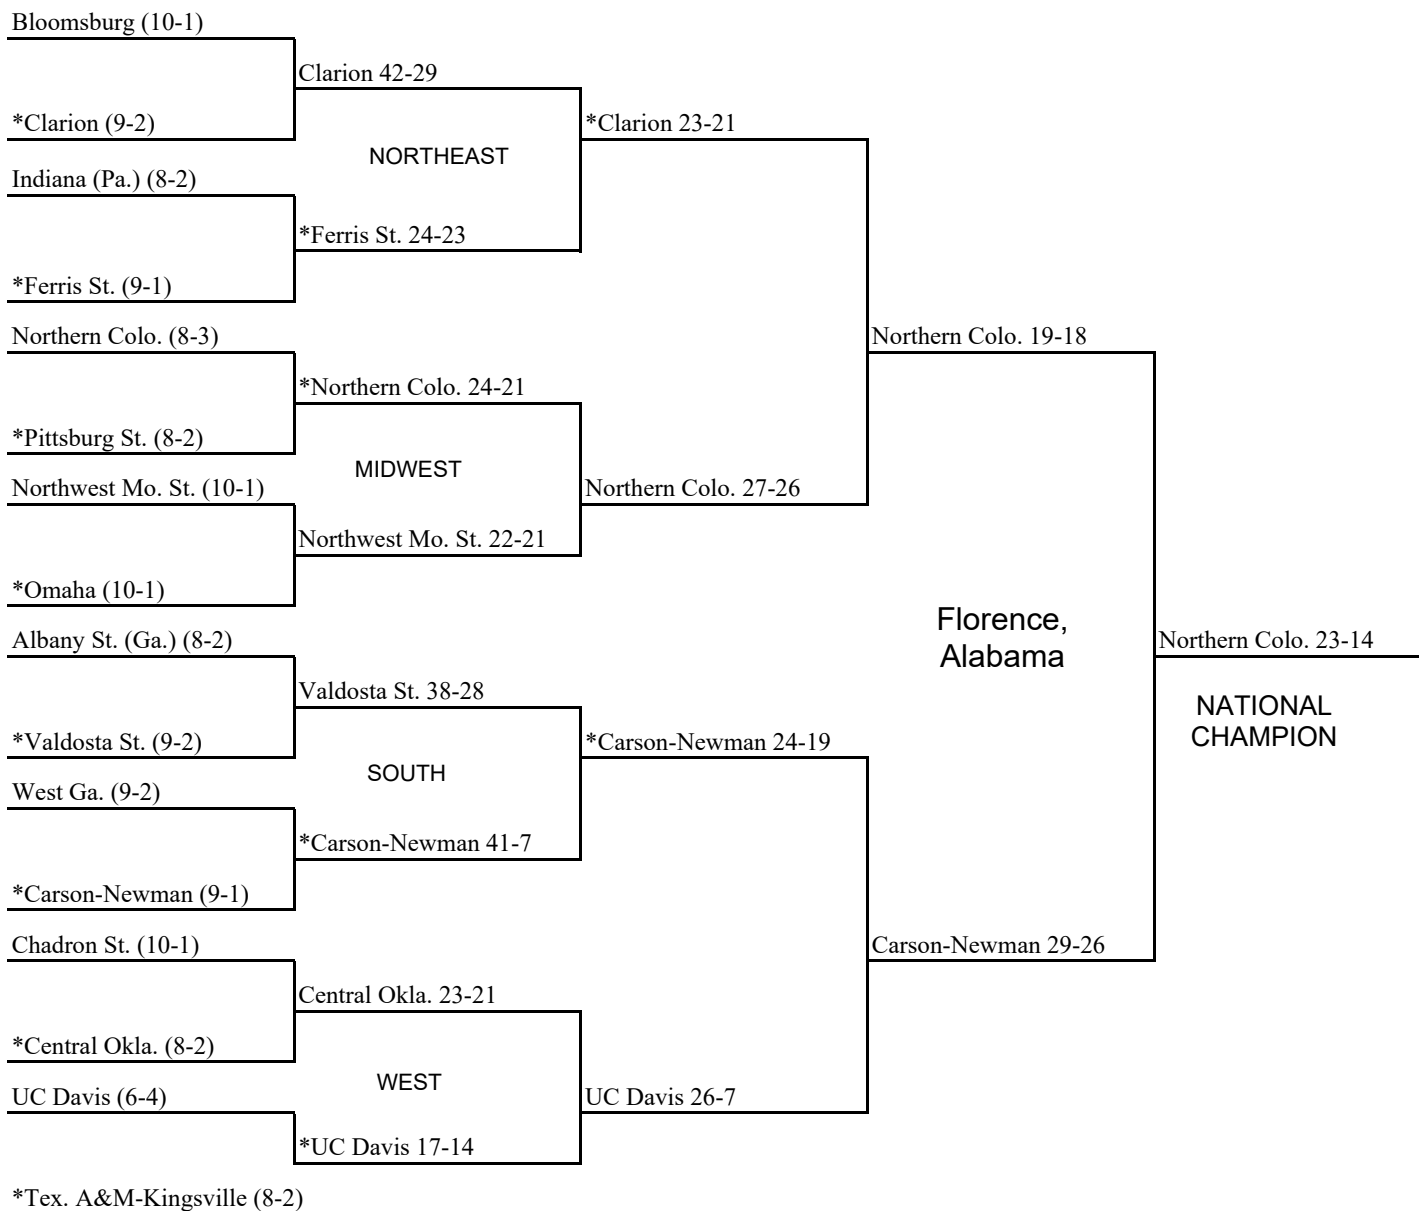 Bloomsburg (10-1)
Clarion 42-29
*Clarion (9-2)
*Clarion 23-21
NORTHEAST
Indiana (Pa.) (8-2)
*Ferris St. 24-23
*Ferris St. (9-1)
Northern Colo. (8-3)
Northern Colo. 19-18
*Northern Colo. 24-21
*Pittsburg St. (8-2)
MIDWEST
Northwest Mo. St. (10-1)
Northern Colo. 27-26
Northwest Mo. St. 22-21
*Omaha (10-1)
Florence,
Alabama
Albany St. (Ga.) (8-2)
Northern Colo. 23-14
Valdosta St. 38-28
NATIONAL
CHAMPION
*Valdosta St. (9-2)
*Carson-Newman 24-19
SOUTH
West Ga. (9-2)
*Carson-Newman 41-7
*Carson-Newman (9-1)
Chadron St. (10-1)
Carson-Newman 29-26
Central Okla. 23-21
*Central Okla. (8-2)
WEST
UC Davis (6-4)
UC Davis 26-7
*UC Davis 17-14
*Tex. A&M-Kingsville (8-2)